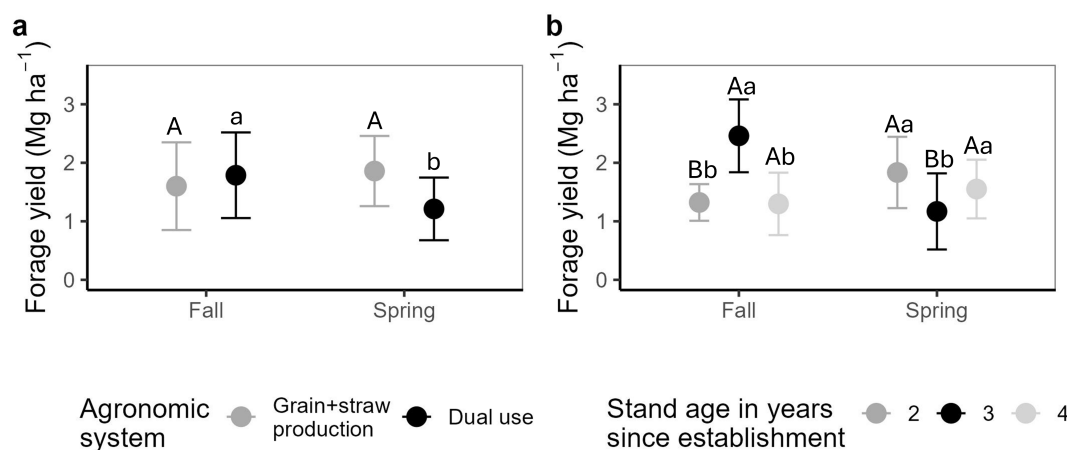 a
Forage yield (Mg ha⁻¹)
3
2
1
0
A
a
A
b
Fall
Spring
Agronomic
system
Grain+straw
production
Dual use
b
Forage yield (Mg ha⁻¹)
3
2
1
0
Bb
Aa
Ab
Aa
Bb
Aa
Fall
Spring
Stand age in years
since establishment
2
3
4